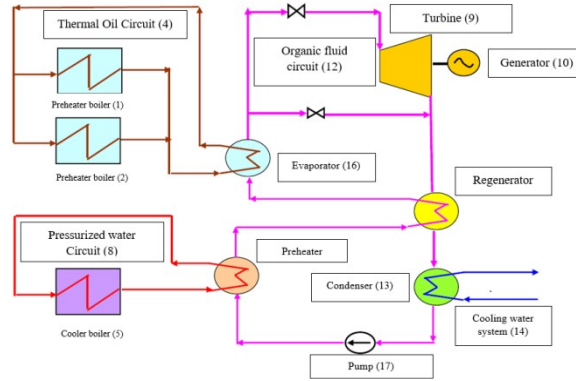 Thermal Oil Circuit (4)
Turbine (9)
Organic fluid
circuit (12)
Generator (10)
Preheater boiler (1)
Preheater boiler (2)
Evaporator (16)
Regenerator
Pressurized water
Circuit (8)
Preheater
Condenser (13)
Cooling water
system (14)
Cooler boiler (5)
Pump (17)